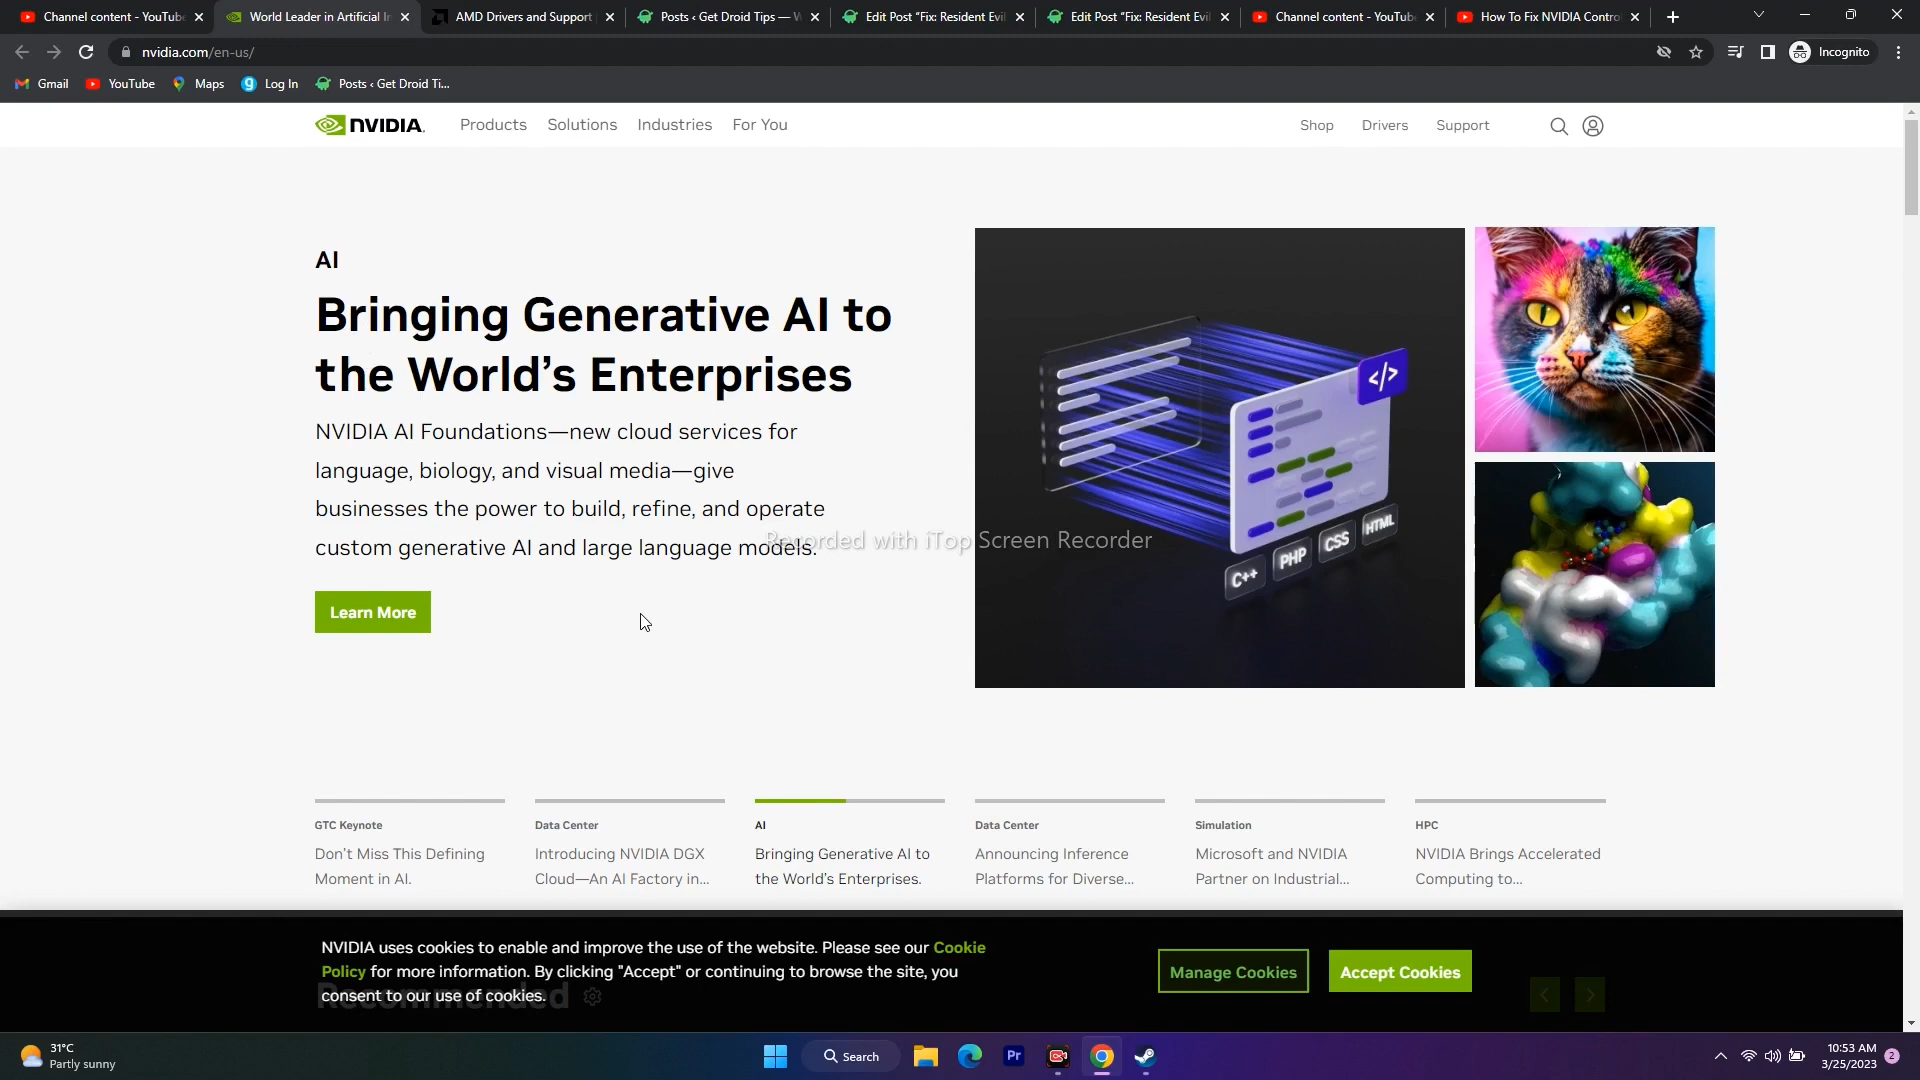 Channel content - YouTube
World Leader in Artificial In
AMD Drivers and Support
Posts ‹ Get Droid Tips — W
Edit Post “Fix: Resident Evil
Edit Post “Fix: Resident Evil
Channel content - YouTube
How To Fix NVIDIA Control
nvidia.com/en-us/
Incognito
Gmail
YouTube
Maps
Log In
Posts ‹ Get Droid Ti...
NVIDIA.
Products
Solutions
Industries
For You
Shop
Drivers
Support
AI
Bringing Generative AI to
the World’s Enterprises
NVIDIA AI Foundations—new cloud services for
language, biology, and visual media—give
businesses the power to build, refine, and operate
custom generative AI and large language models.
Recorded with iTop Screen Recorder
Learn More
</>
C++
PHP
CSS
HTML
GTC Keynote
Don’t Miss This Defining
Moment in AI.
Data Center
Introducing NVIDIA DGX
Cloud—An AI Factory in...
AI
Bringing Generative AI to
the World’s Enterprises.
Data Center
Announcing Inference
Platforms for Diverse...
Simulation
Microsoft and NVIDIA
Partner on Industrial...
HPC
NVIDIA Brings Accelerated
Computing to...
NVIDIA uses cookies to enable and improve the use of the website. Please see our Cookie
Policy for more information. By clicking "Accept" or continuing to browse the site, you
consent to our use of cookies.
Recommended
Manage Cookies
Accept Cookies
31°C
Partly sunny
Search
Pr
10:53 AM
3/25/2023
2